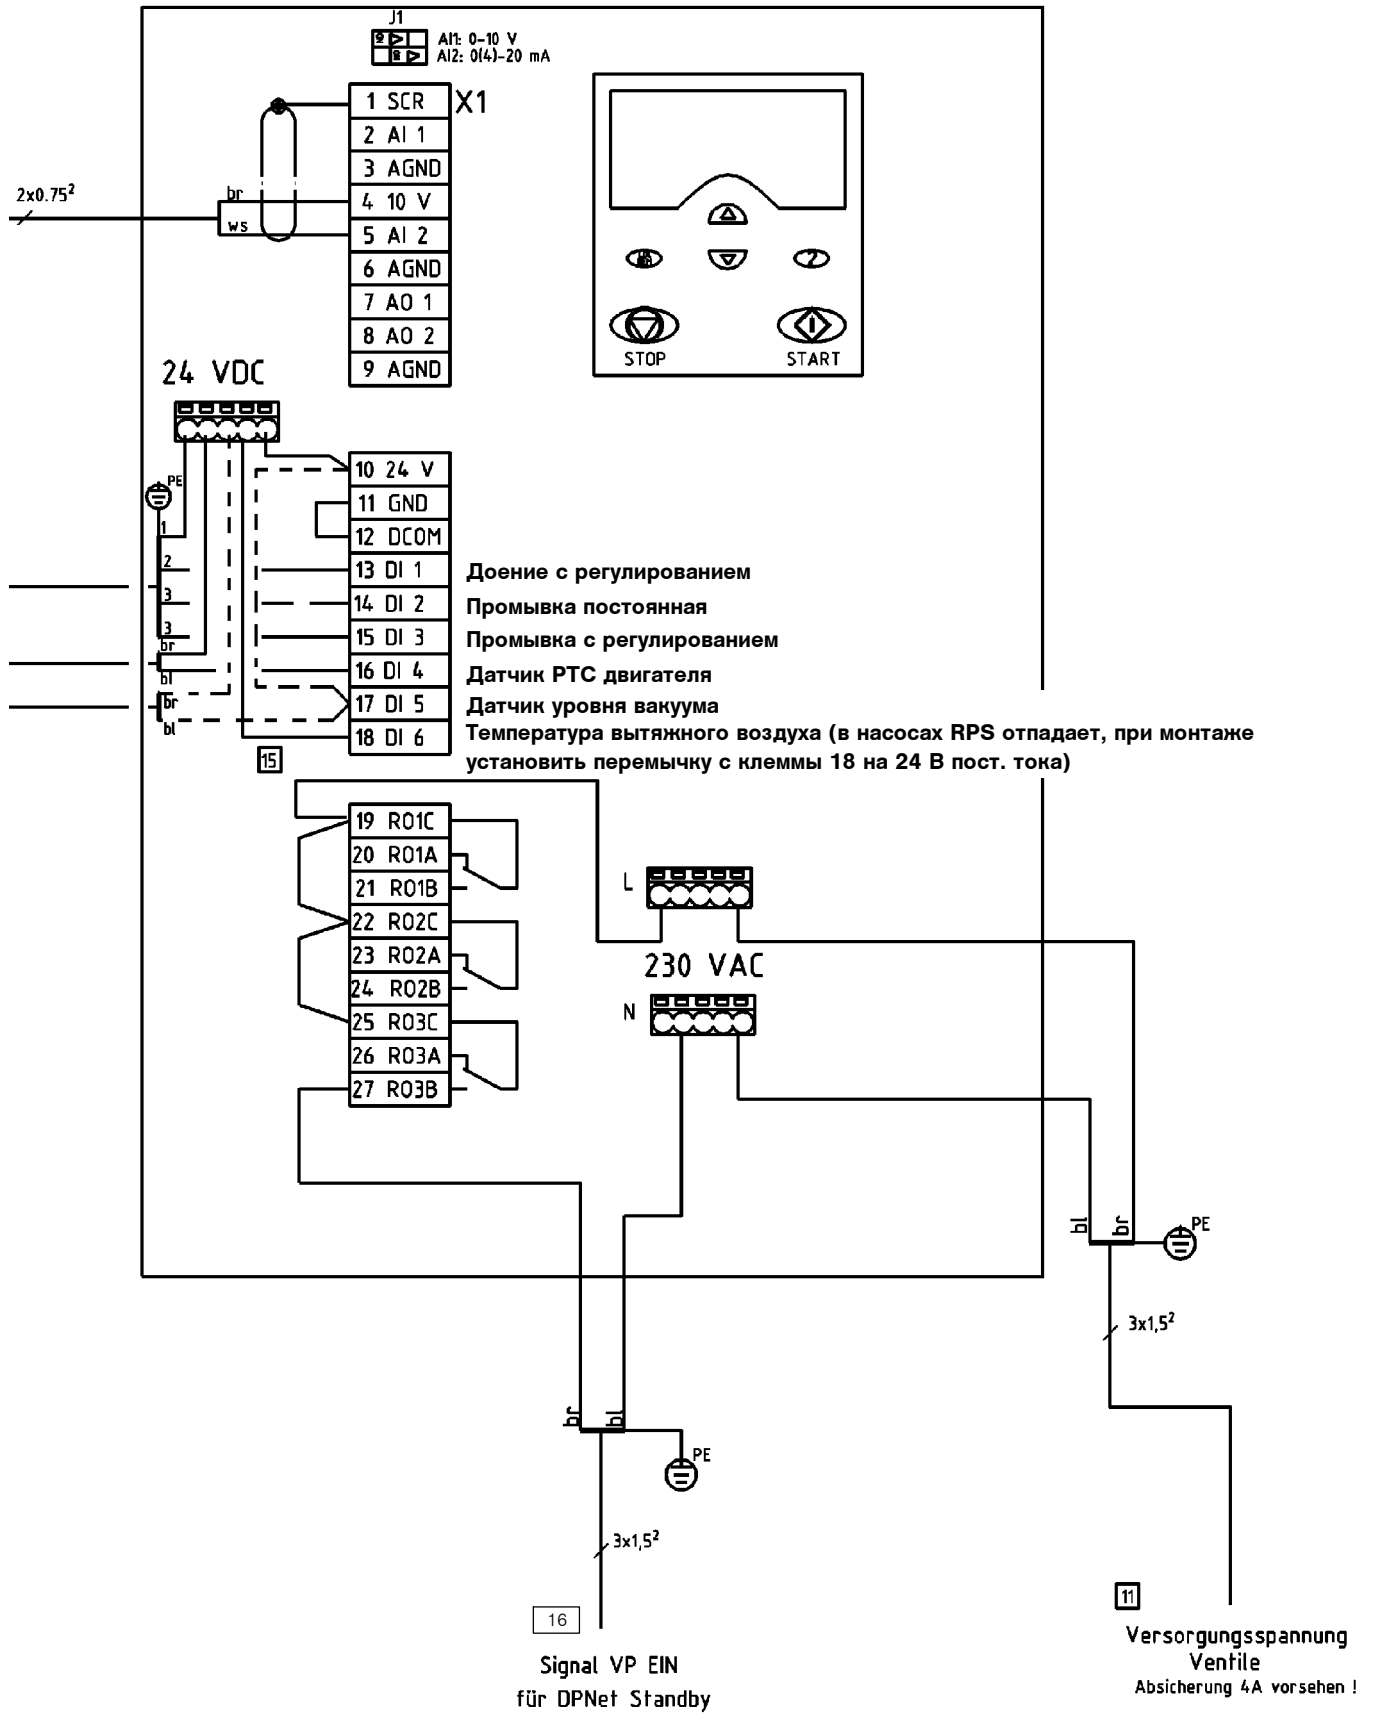 J1
AI1: 0-10 V
AI2: 0(4)-20 mA
1 SCR
X1
2 AI 1
3 AGND
2x0.75²
br
4 10 V
ws
5 AI 2
6 AGND
7 AO 1
8 AO 2
9 AGND
STOP
START
24 VDC
10 24 V
PE
11 GND
1
12 DCOM
2
13 DI 1
Доение с регулированием
3
14 DI 2
Промывка постоянная
3
15 DI 3
Промывка с регулированием
br
16 DI 4
Датчик PTC двигателя
bl
br
17 DI 5
Датчик уровня вакуума
bl
18 DI 6
Температура вытяжного воздуха (в насосах RPS отпадает, при монтаже
установить перемычку с клеммы 18 на 24 В пост. тока)
15
19 RO1C
20 RO1A
21 RO1B
L
22 RO2C
23 RO2A
230 VAC
24 RO2B
25 RO3C
N
26 RO3A
27 RO3B
bl
br
PE
3x1,5²
br
bl
PE
3x1,5²
11
16
Versorgungsspannung
Ventile
Absicherung 4A vorsehen !
Signal VP EIN
für DPNet Standby